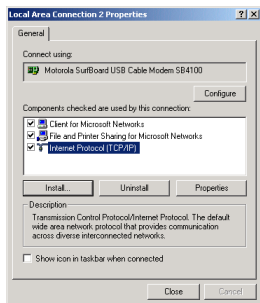 Local Area Connection 2 Properties
General
Connect using:
Motorola SurfBoard USB Cable Modem SB4100
Configure
Components checked are used by this connection:
Client for Microsoft Networks
File and Printer Sharing for Microsoft Networks
Internet Protocol (TCP/IP)
Install...
Uninstall
Properties
Description
Transmission Control Protocol/Internet Protocol. The default
wide area network protocol that provides communication
across diverse interconnected networks.
Show icon in taskbar when connected
Close
Cancel